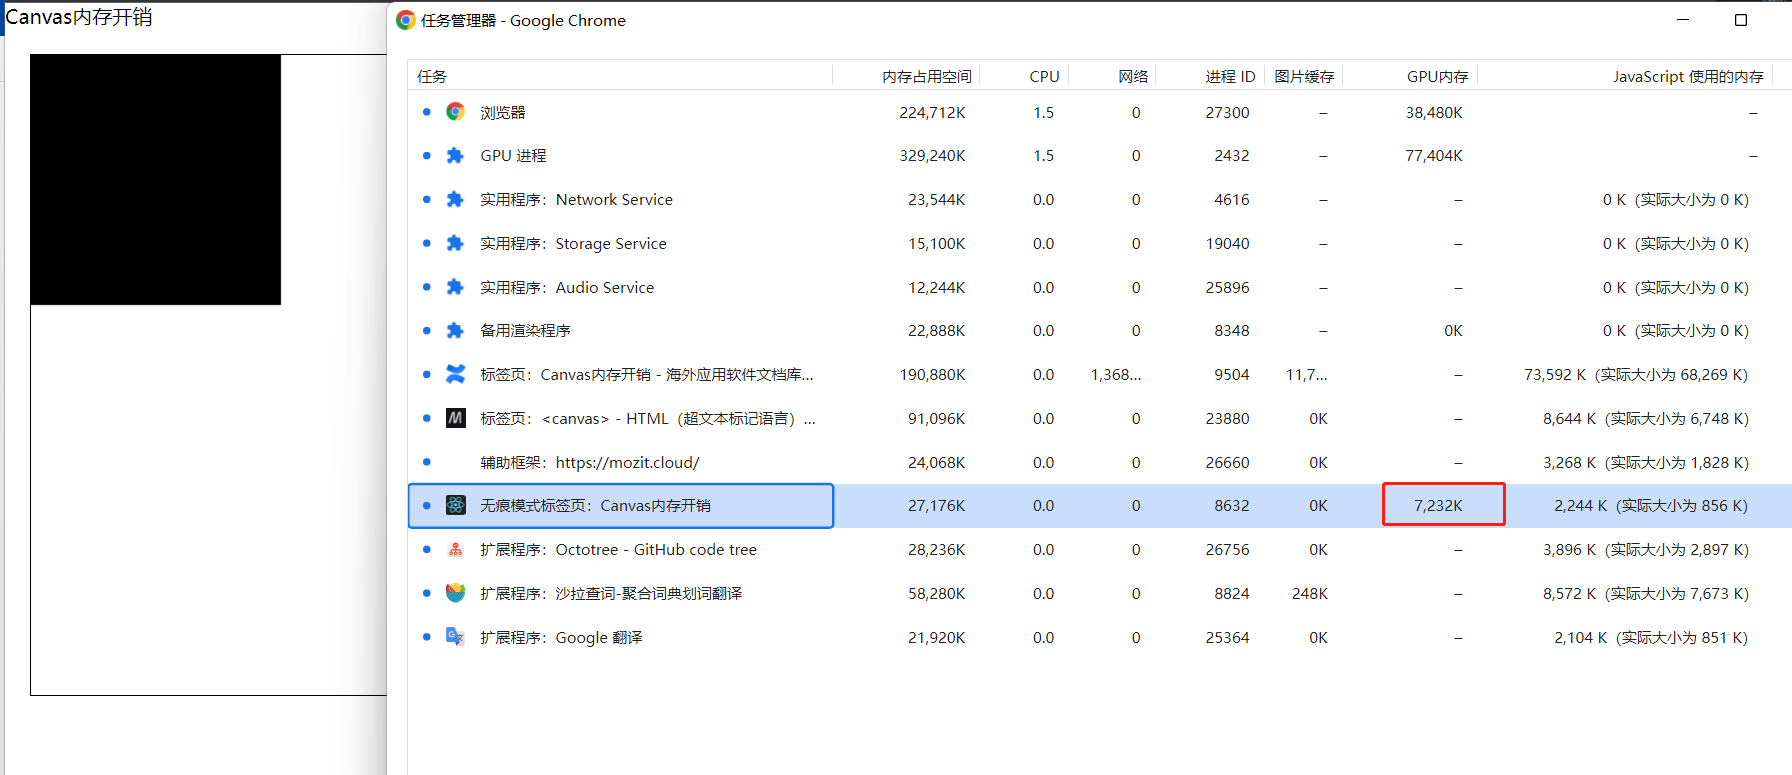 Canvas内存开销
任务管理器 - Google Chrome
任务 内存占用空间 CPU 网络 进程 ID 图片缓存 GPU内存 JavaScript 使用的内存
浏览器 224,712K 1.5 0 27300 – 38,480K –
GPU 进程 329,240K 1.5 0 2432 – 77,404K –
实用程序：Network Service 23,544K 0.0 0 4616 – – 0 K（实际大小为 0 K）
实用程序：Storage Service 15,100K 0.0 0 19040 – – 0 K（实际大小为 0 K）
实用程序：Audio Service 12,244K 0.0 0 25896 – – 0 K（实际大小为 0 K）
备用渲染程序 22,888K 0.0 0 8348 – 0K 0 K（实际大小为 0 K）
标签页：Canvas内存开销 - 海外应用软件文档库... 190,880K 0.0 1,368... 9504 11,7... – 73,592 K（实际大小为 68,269 K）
标签页：<canvas> - HTML（超文本标记语言）... 91,096K 0.0 0 23880 0K – 8,644 K（实际大小为 6,748 K）
辅助框架：https://mozit.cloud/ 24,068K 0.0 0 26660 0K – 3,268 K（实际大小为 1,828 K）
无痕模式标签页：Canvas内存开销 27,176K 0.0 0 8632 0K 7,232K 2,244 K（实际大小为 856 K）
扩展程序：Octotree - GitHub code tree 28,236K 0.0 0 26756 0K – 3,896 K（实际大小为 2,897 K）
扩展程序：沙拉查词-聚合词典划词翻译 58,280K 0.0 0 8824 248K – 8,572 K（实际大小为 7,673 K）
扩展程序：Google 翻译 21,920K 0.0 0 25364 0K – 2,104 K（实际大小为 851 K）